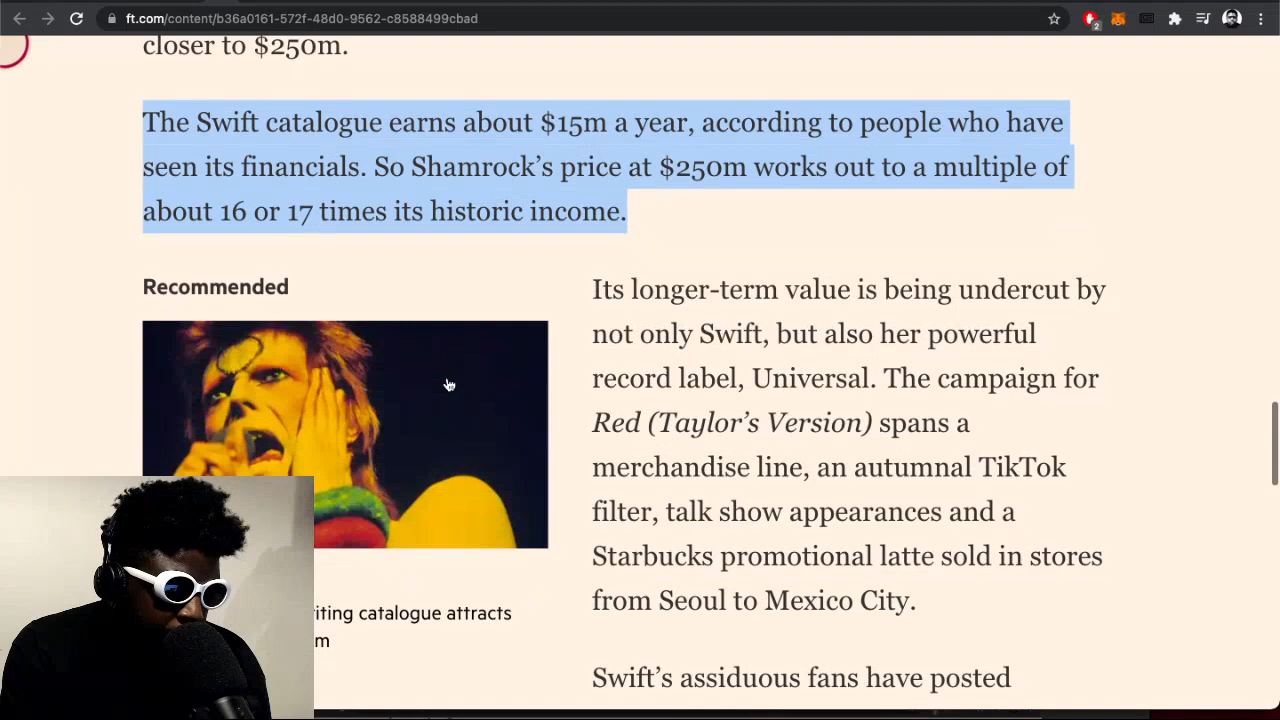 ft.com/content/b36a0161-572f-48d0-9562-c8588499cbad
2
closer to $250m.
The Swift catalogue earns about $15m a year, according to people who have
seen its financials. So Shamrock’s price at $250m works out to a multiple of
about 16 or 17 times its historic income.
Recommended
iting catalogue attracts
m
Its longer-term value is being undercut by
not only Swift, but also her powerful
record label, Universal. The campaign for
Red (Taylor’s Version) spans a
merchandise line, an autumnal TikTok
filter, talk show appearances and a
Starbucks promotional latte sold in stores
from Seoul to Mexico City.
Swift’s assiduous fans have posted